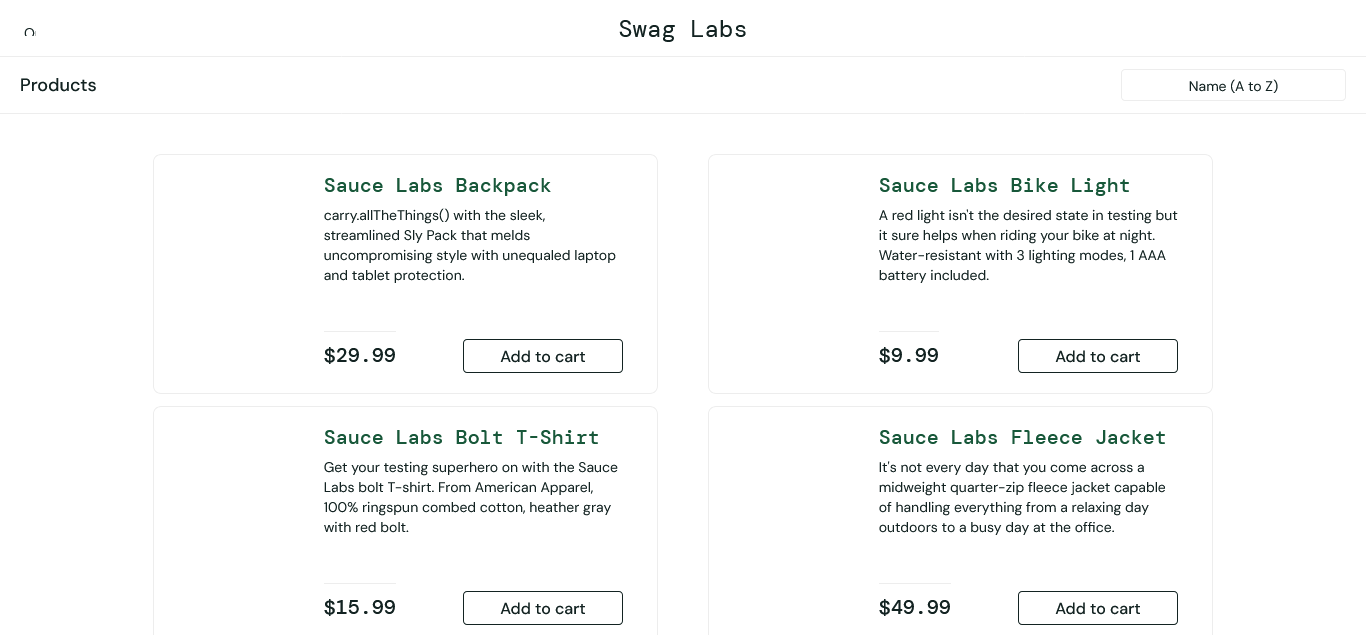 Swag Labs
Products
Name (A to Z)
Sauce Labs Backpack
carry.allTheThings() with the sleek,
streamlined Sly Pack that melds
uncompromising style with unequaled laptop
and tablet protection.
$29.99
Add to cart
Sauce Labs Bike Light
A red light isn't the desired state in testing but
it sure helps when riding your bike at night.
Water-resistant with 3 lighting modes, 1 AAA
battery included.
$9.99
Add to cart
Sauce Labs Bolt T-Shirt
Get your testing superhero on with the Sauce
Labs bolt T-shirt. From American Apparel,
100% ringspun combed cotton, heather gray
with red bolt.
$15.99
Add to cart
Sauce Labs Fleece Jacket
It's not every day that you come across a
midweight quarter-zip fleece jacket capable
of handling everything from a relaxing day
outdoors to a busy day at the office.
$49.99
Add to cart